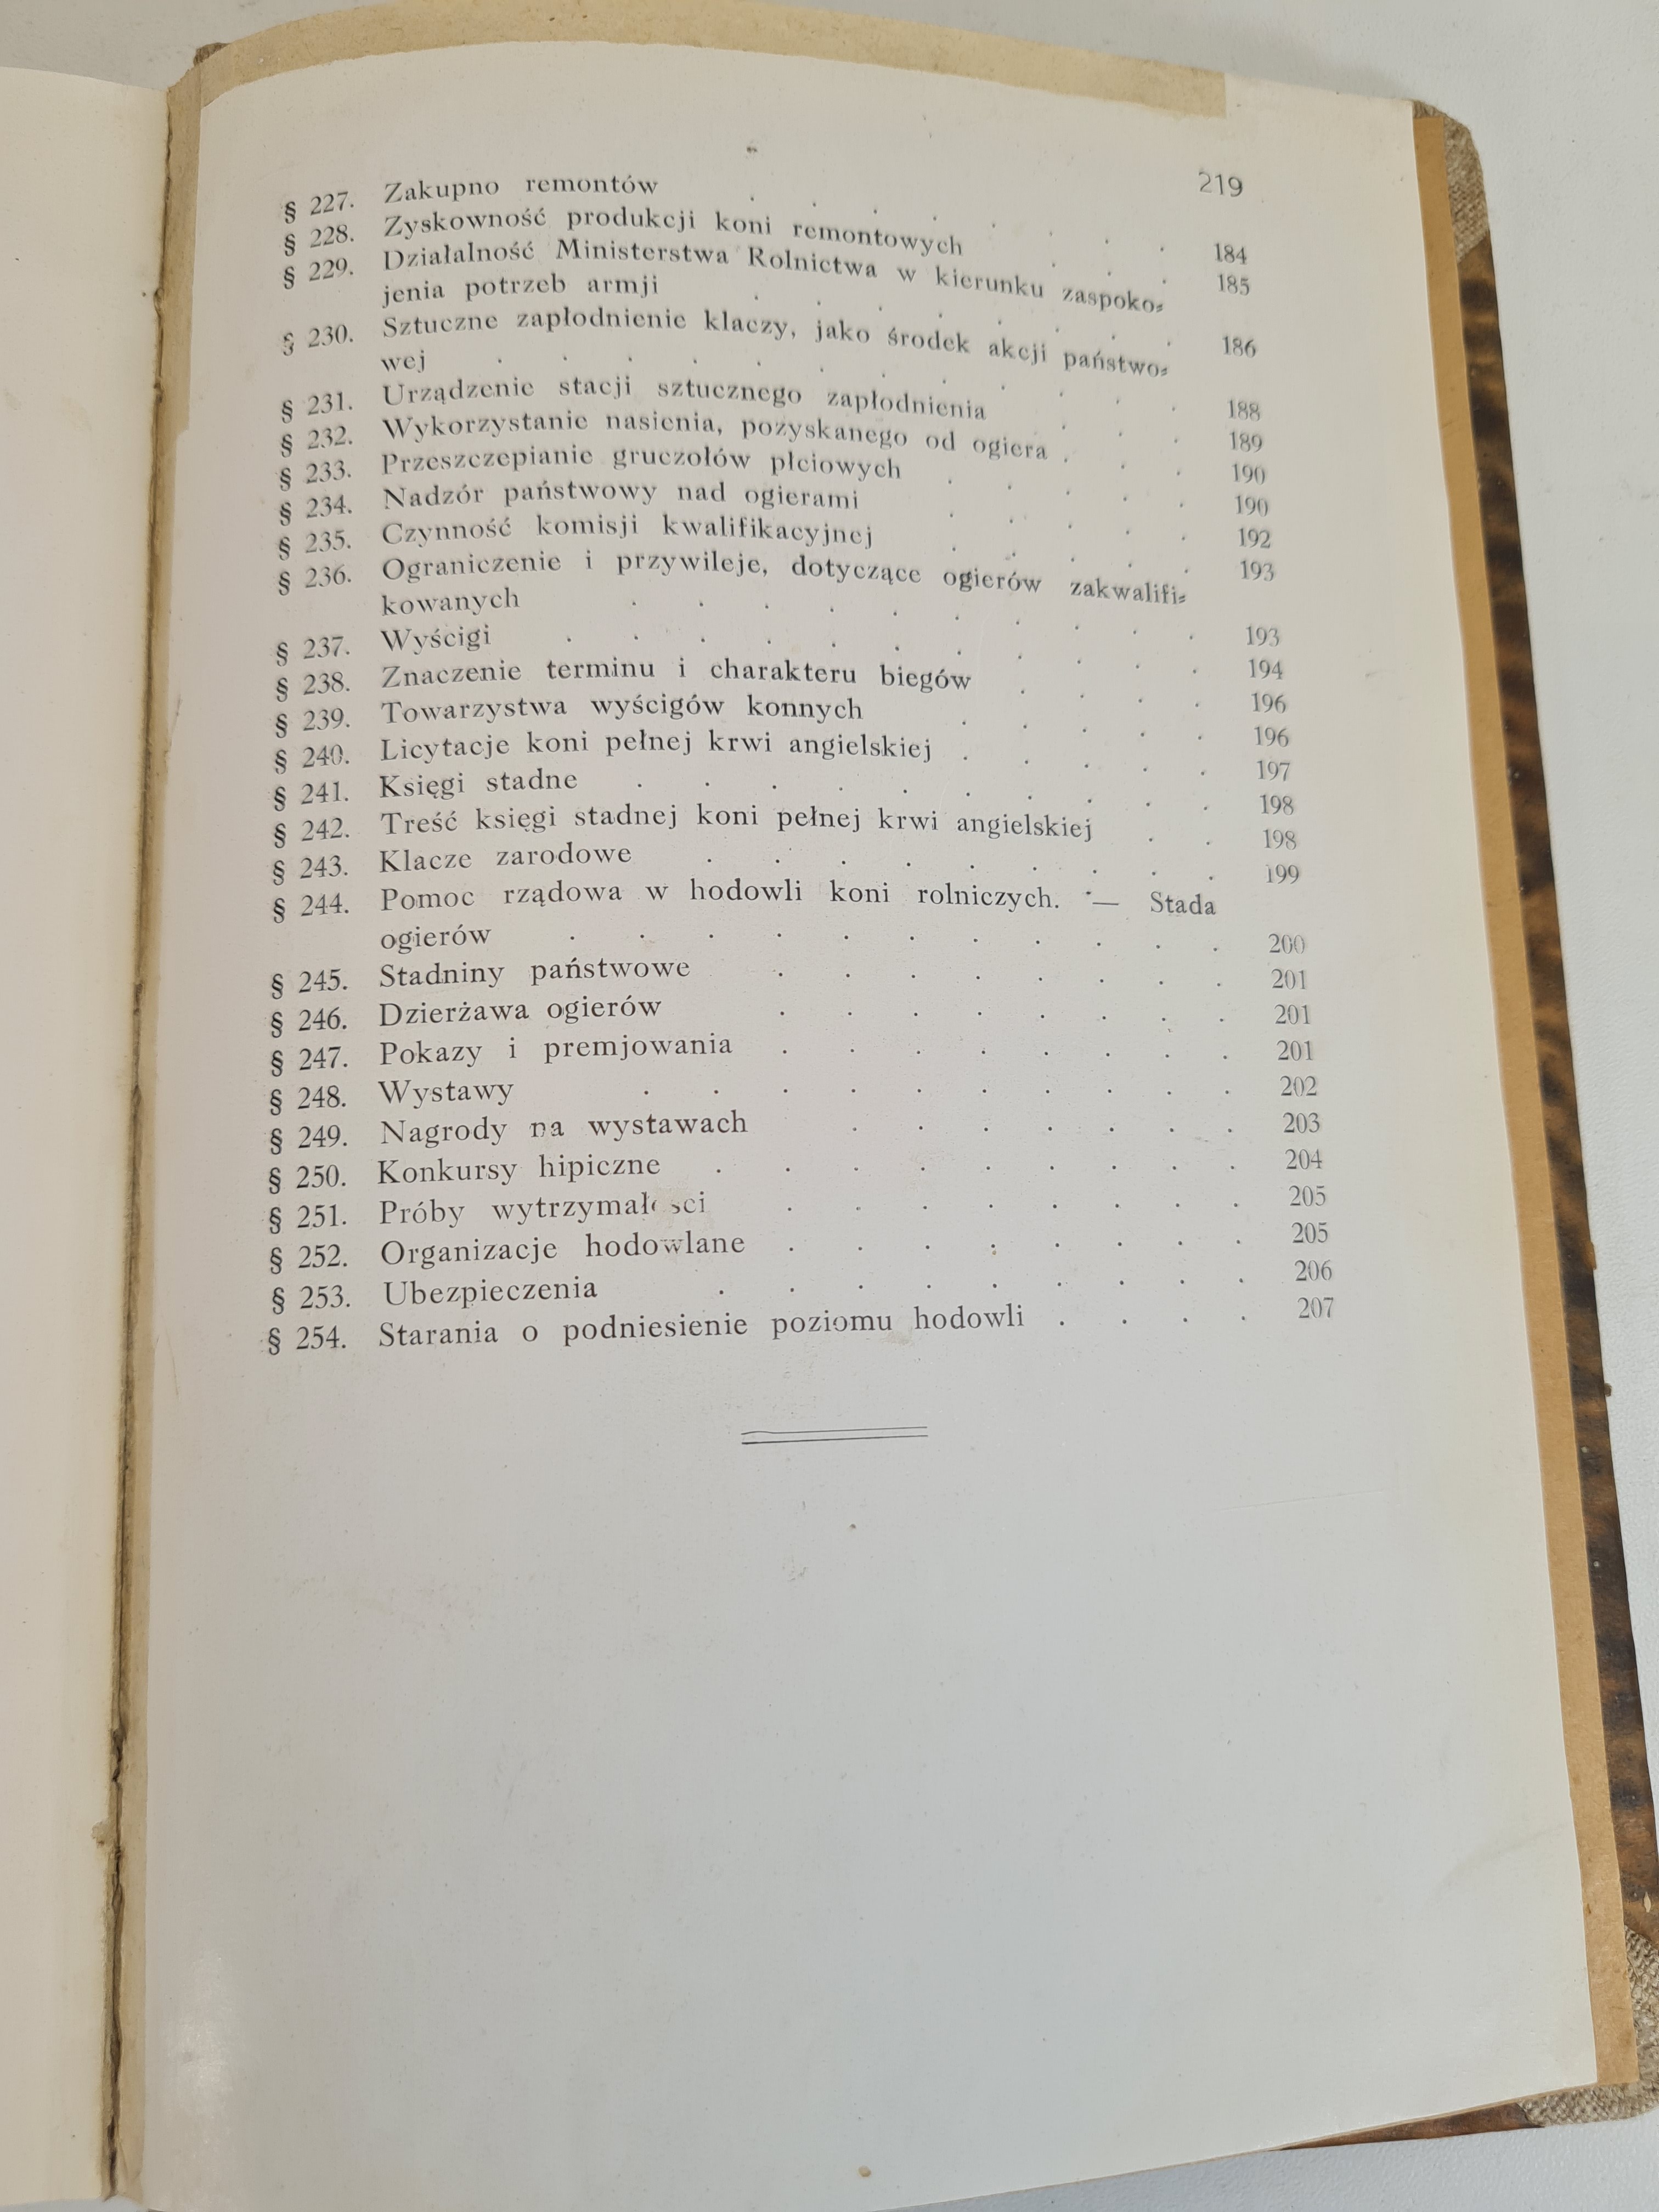 219
§ 227. Zakupno remontów . . . . . . 184
§ 228. Zyskowność produkcji koni remontowych . . . 185
§ 229. Działalność Ministerstwa Rolnictwa w kierunku zaspoko-
jenia potrzeb armji . . . . . . . 186
§ 230. Sztuczne zapłodnienie klaczy, jako środek akcji państwo-
wej . . . . . . . . . . 188
§ 231. Urządzenie stacji sztucznego zapłodnienia . . . 189
§ 232. Wykorzystanie nasienia, pozyskanego od ogiera . . . 190
§ 233. Przeszczepianie gruczołów płciowych . . . . . 190
§ 234. Nadzór państwowy nad ogierami . . . . . 192
§ 235. Czynność komisji kwalifikacyjnej . . . . . 193
§ 236. Ograniczenie i przywileje, dotyczące ogierów zakwalifi-
kowanych . . . . . . . . . . 193
§ 237. Wyścigi . . . . . . . . . . 194
§ 238. Znaczenie terminu i charakteru biegów . . . . 196
§ 239. Towarzystwa wyścigów konnych . . . . . 196
§ 240. Licytacje koni pełnej krwi angielskiej . . . . . 197
§ 241. Księgi stadne . . . . . . . . . 198
§ 242. Treść księgi stadnej koni pełnej krwi angielskiej . . 198
§ 243. Klacze zarodowe . . . . . . . . . 199
§ 244. Pomoc rządowa w hodowli koni rolniczych. — Stada
ogierów . . . . . . . . . . . 200
§ 245. Stadniny państwowe . . . . . . . . 201
§ 246. Dzierżawa ogierów . . . . . . . . 201
§ 247. Pokazy i premjowania . . . . . . . . 201
§ 248. Wystawy . . . . . . . . . . 202
§ 249. Nagrody na wystawach . . . . . . . 203
§ 250. Konkursy hipiczne . . . . . . . . . 204
§ 251. Próby wytrzymałości . . . . . . . . 205
§ 252. Organizacje hodowlane . . . . . . . . 205
§ 253. Ubezpieczenia . . . . . . . . . 206
§ 254. Starania o podniesienie poziomu hodowli . . . . 207